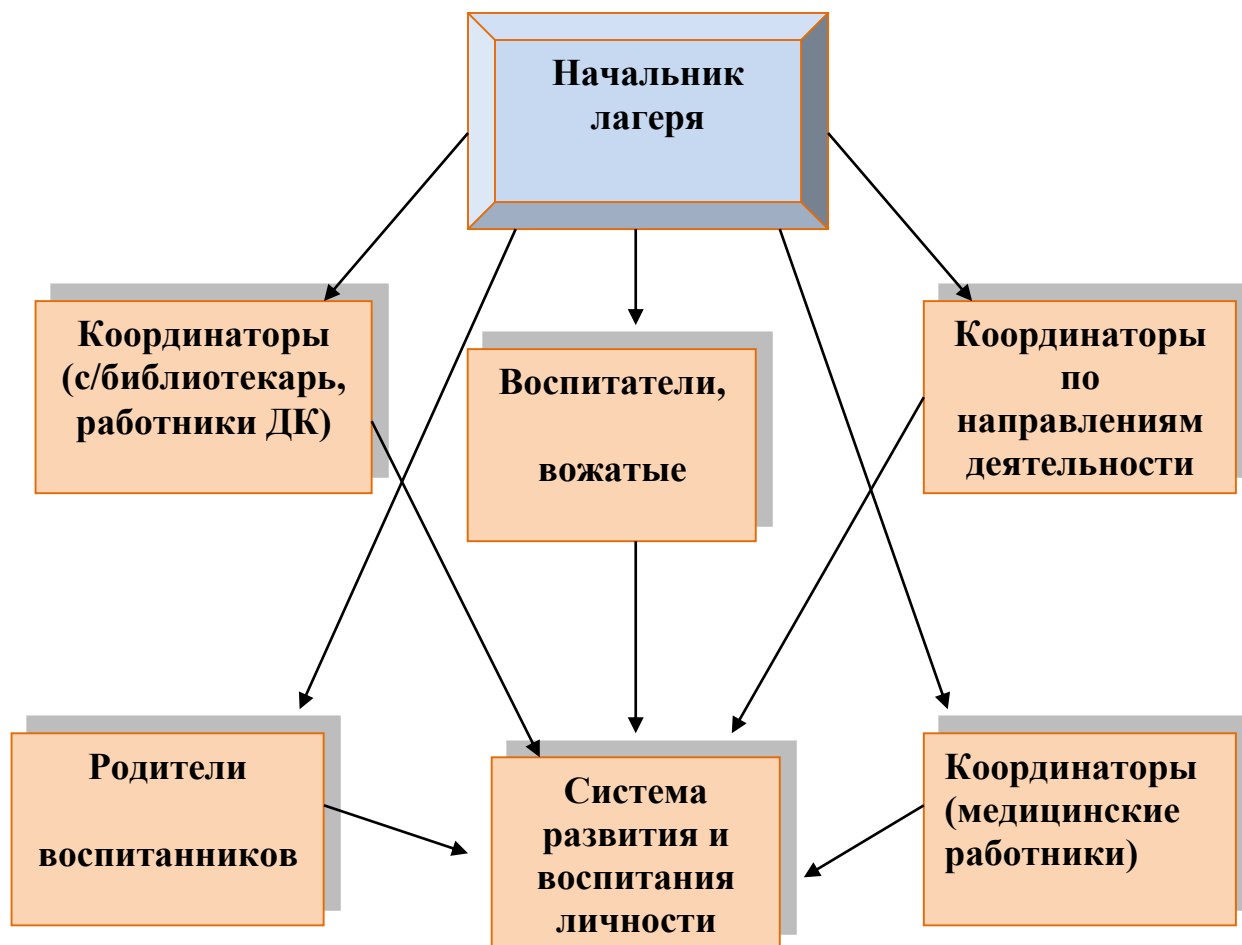 Начальник
лагеря
Координаторы
(с/библиотекарь,
работники ДК)
Воспитатели,
вожатые
Координаторы
по
направлениям
деятельности
Родители
воспитанников
Система
развития и
воспитания
личности
Координаторы
(медицинские
работники)